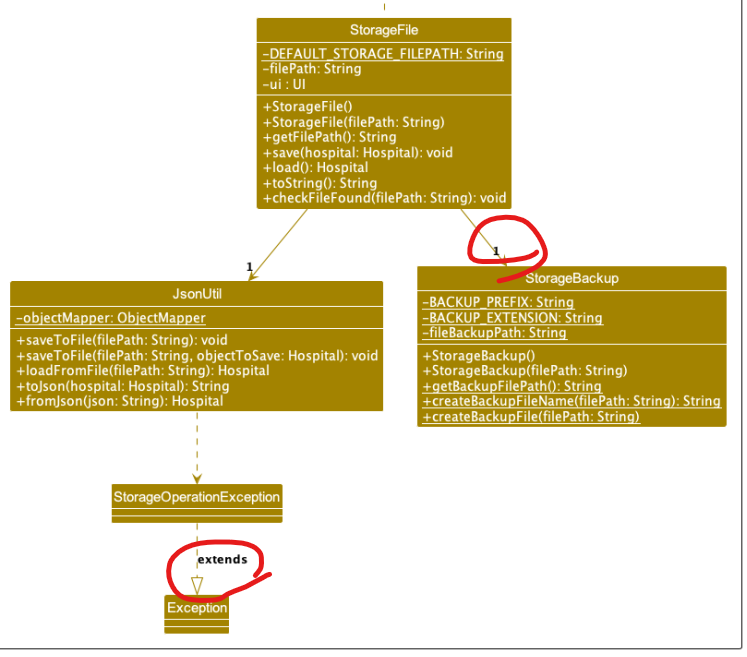 StorageFile
-DEFAULT_STORAGE_FILEPATH: String
-filePath: String
-ui : UI
+StorageFile()
+StorageFile(filePath: String)
+getFilePath(): String
+save(hospital: Hospital): void
+load(): Hospital
+toString(): String
+checkFileFound(filePath: String): void
1
1
JsonUtil
-objectMapper: ObjectMapper
+saveToFile(filePath: String): void
+saveToFile(filePath: String, objectToSave: Hospital): void
+loadFromFile(filePath: String): Hospital
+toJson(hospital: Hospital): String
+fromJson(json: String): Hospital
StorageBackup
-BACKUP_PREFIX: String
-BACKUP_EXTENSION: String
-fileBackupPath: String
+StorageBackup()
+StorageBackup(filePath: String)
+getBackupFilePath(): String
+createBackupFileName(filePath: String): String
+createBackupFile(filePath: String)
StorageOperationException
extends
Exception